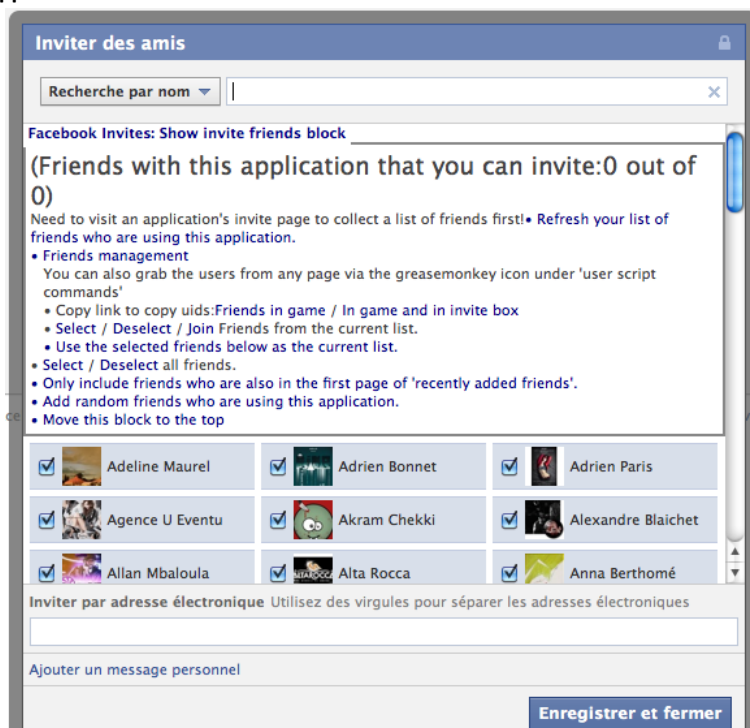 Inviter des amis
Recherche par nom
Facebook Invites: Show invite friends block
(Friends with this application that you can invite:0 out of
0)
Need to visit an application's invite page to collect a list of friends first!• Refresh your list of
friends who are using this application.
• Friends management
You can also grab the users from any page via the greasemonkey icon under 'user script
commands'
• Copy link to copy uids:Friends in game / In game and in invite box
• Select / Deselect / Join Friends from the current list.
• Use the selected friends below as the current list.
• Select / Deselect all friends.
• Only include friends who are also in the first page of 'recently added friends'.
• Add random friends who are using this application.
• Move this block to the top
Adeline Maurel Adrien Bonnet Adrien Paris
Agence U Eventu Akram Chekki Alexandre Blaichet
Allan Mbaloula ALTAROCCA Alta Rocca Anna Berthomé
Inviter par adresse électronique Utilisez des virgules pour séparer les adresses électroniques
Ajouter un message personnel
Enregistrer et fermer